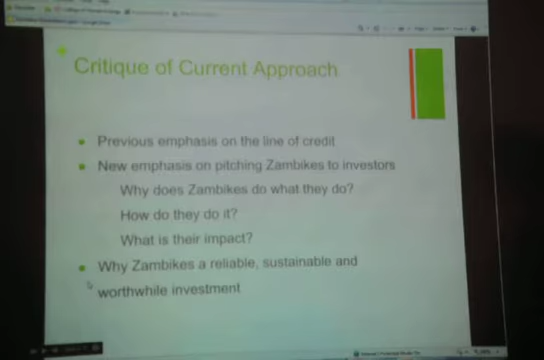 Critique of Current Approach
Previous emphasis on the line of credit
New emphasis on pitching Zambikes to investors
Why does Zambikes do what they do?
How do they do it?
What is their impact?
Why Zambikes a reliable, sustainable and
worthwhile investment